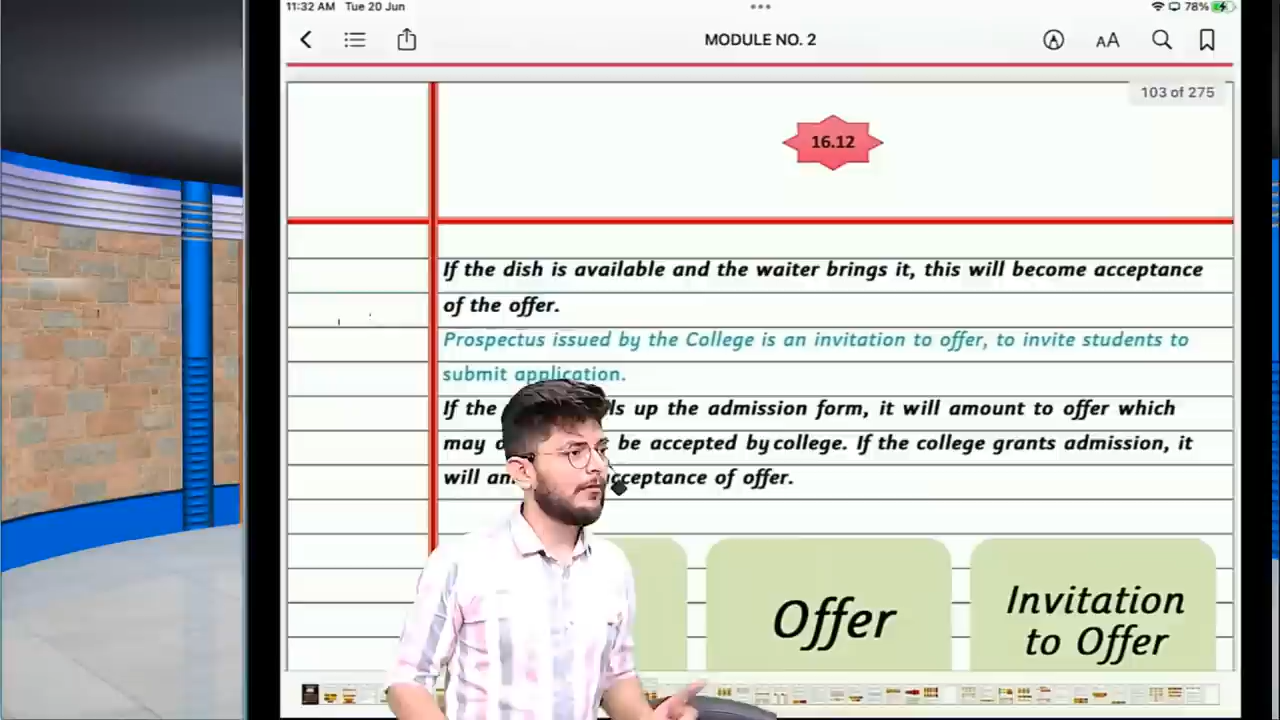 11:32 AM Tue 20 Jun
78%
MODULE NO. 2
AA
103 of 275
16.12
If the dish is available and the waiter brings it, this will become acceptance
of the offer.
Prospectus issued by the College is an invitation to offer, to invite students to
submit application.
If the up the admission form, it will amount to offer which
may be accepted by college. If the college grants admission, it
will acceptance of offer.
Offer
Invitation
to Offer